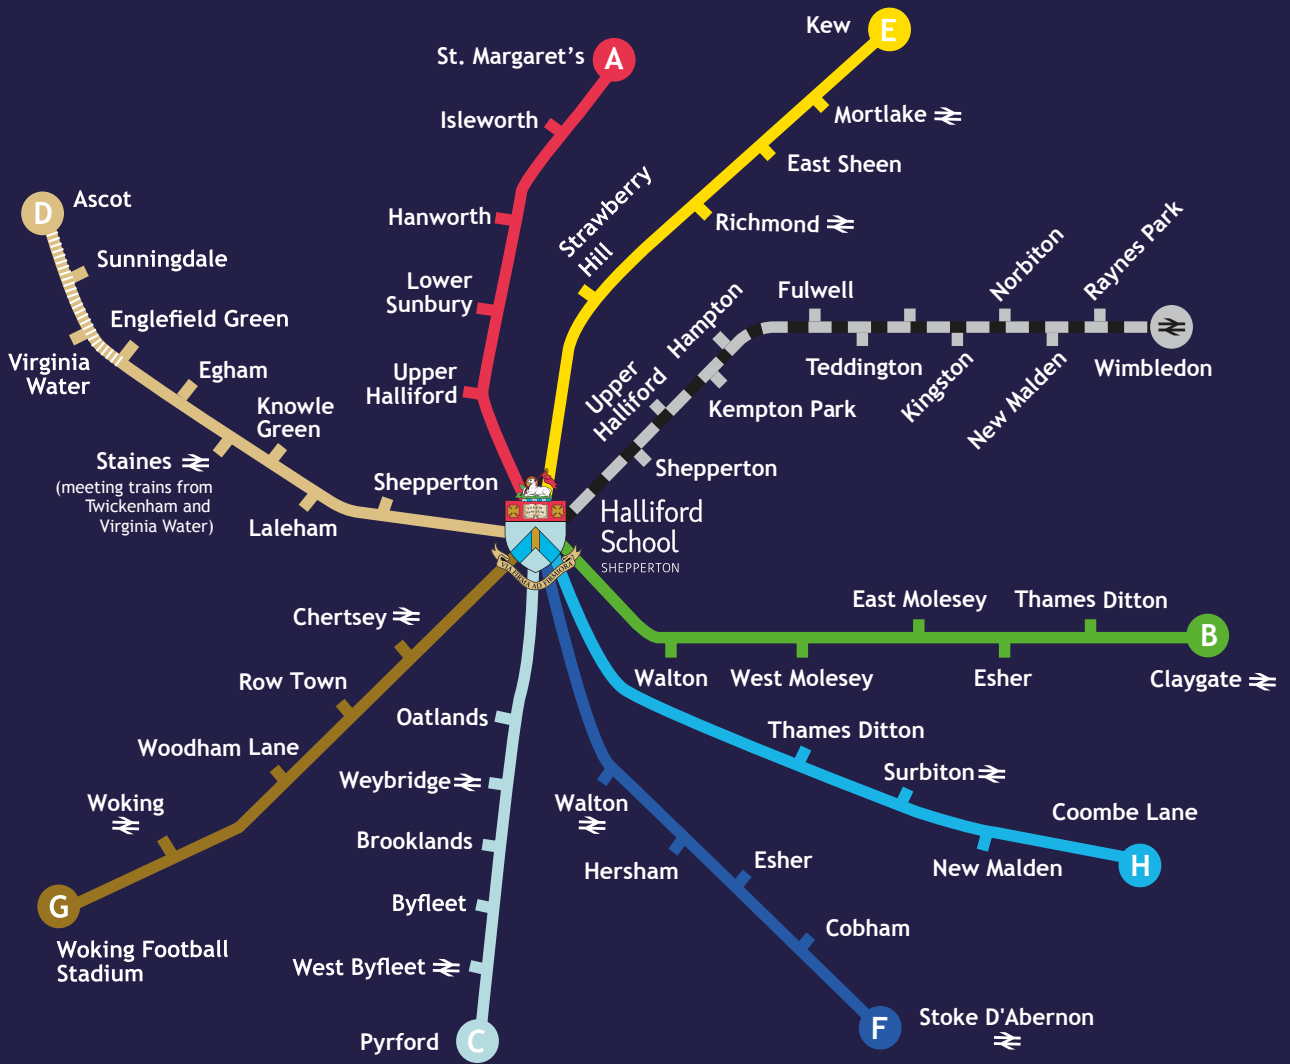 Kew
E
St. Margaret's
A
Mortlake
Isleworth
East Sheen
Strawberry
Hill
Richmond
Hanworth
D
Ascot
Sunningdale
Lower
Sunbury
Englefield Green
Virginia
Water
Egham
Upper
Halliford
Knowle
Green
Staines
(meeting trains from
Twickenham and
Virginia Water)
Laleham
Shepperton
Hampton
Upper
Halliford
Kempton Park
Shepperton
Fulwell
Teddington
Kingston
Norbiton
New Malden
Raynes Park
Wimbledon
Halliford
School
SHEPPERTON
VIA FIRMA AD FIRMIORA
East Molesey
Thames Ditton
B
Walton
West Molesey
Esher
Claygate
Chertsey
Row Town
Woodham Lane
Woking
G
Woking Football
Stadium
Oatlands
Weybridge
Brooklands
Byfleet
West Byfleet
Pyrford
C
Thames Ditton
Surbiton
Coombe Lane
New Malden
H
Walton
Hersham
Esher
Cobham
F
Stoke D'Abernon